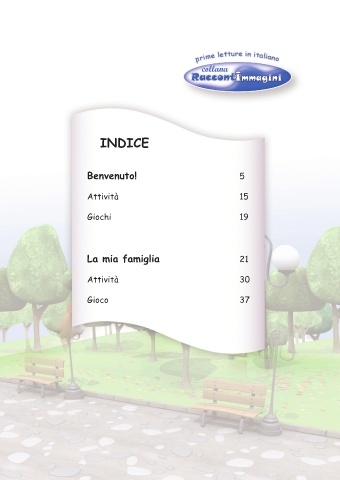 prime letture in italiano
collana
RaccontImmagini
INDICE
Benvenuto! 5
Attività 15
Giochi 19
La mia famiglia 21
Attività 30
Gioco 37